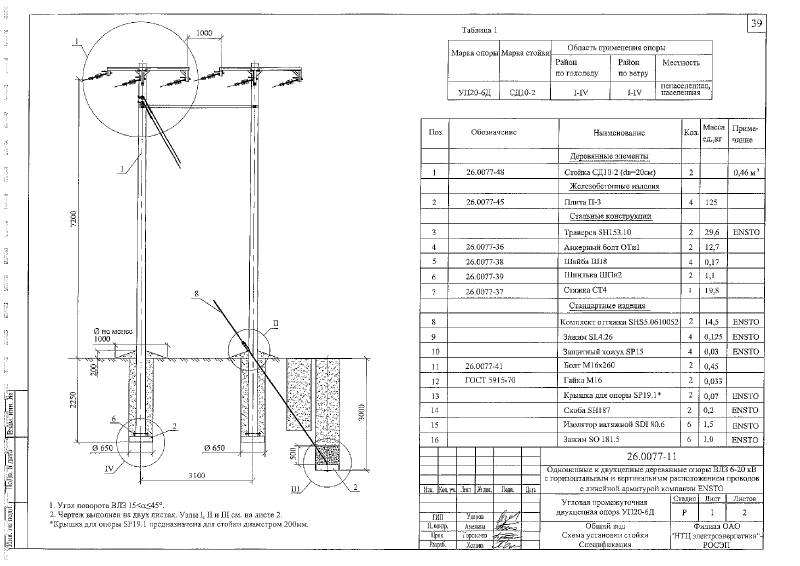 39
Таблица 1
Марка опоры Марка стойки Область применения опоры
Район по гололеду Район по ветру Местность
УП20-6Д СД10-2 I-IV I-IV ненаселенная, населенная
Поз. Обозначение Наименование Кол. Масса ед.,кг Приме-чание
Деревянные элементы
1 26.0077-48 Стойка СД10-2 (dв=20см) 2 0,46 м³
Железобетонные изделия
2 26.0077-45 Плита П-3 4 125
Стальные конструкции
3 Траверса SH153.10 2 29,6 ENSTO
4 26.0077-36 Анкерный болт ОТи1 2 12,7
5 26.0077-38 Шайба Ш8 4 0,17
6 26.0077-39 Шпилька ШПи2 2 1,1
7 26.0077-37 Стяжка СТ4 1 19,8
Стандартные изделия
8 Комплект оттяжки SHS5.0610052 2 14,5 ENSTO
9 Зажим SL4.26 4 0,125 ENSTO
10 Защитный кожух SP15 4 0,03 ENSTO
11 26.0077-41 Болт М16х260 2 0,45
12 ГОСТ 5915-70 Гайка М16 2 0,033
13 Крышка для опоры SP19.1* 2 0,07 ENSTO
14 Скоба SH187 2 0,2 ENSTO
15 Изолятор натяжной SDI 80.6 6 1,5 ENSTO
16 Зажим SO 181.5 6 1,0 ENSTO
1
1000
1
7200
8
II
Ø не менее
1000
200
2250
3000
500
6
2
Ø 650
Ø 650
IV
3100
III
2
1. Угол поворота ВЛЗ 15<α≤45°.
2. Чертеж выполнен на двух листах. Узлы I, II и III см. на листе 2.
*Крышка для опоры SP19.1 предназначена для стойки диаметром 200мм.
26.0077-11
Одноцепные и двухцепные деревянные опоры ВЛЗ 6-20 кВ
с горизонтальным и вертикальным расположением проводов
с линейной арматурой компании ENSTO
Изм. Кол.уч. Лист №док. Подп. Дата
Угловая промежуточная
двухцепная опора УП20-6Д
Стадия Лист Листов
Р 1 2
ГИП Ударов
Н.контр. Амелина
Пров.
Разраб.
Общий вид
Схема установки стойки
Спецификация
Филиал ОАО
"НТЦ электроэнергетики"-
РОСЭП
Взам. инв. №
Подп. и дата
Инв. № подл.